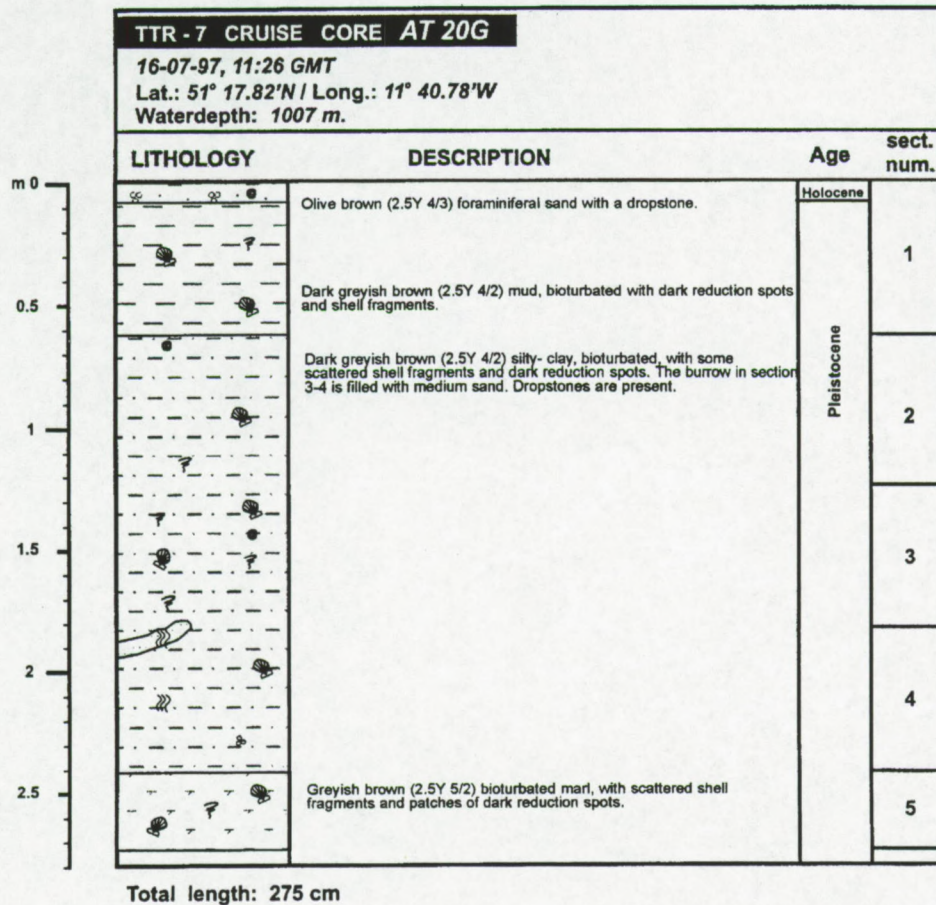 TTR - 7 CRUISE CORE AT 20G
16-07-97, 11:26 GMT
Lat.: 51° 17.82'N / Long.: 11° 40.78'W
Waterdepth: 1007 m.
LITHOLOGY DESCRIPTION Age sect. num.
m 0
Holocene
Olive brown (2.5Y 4/3) foraminiferal sand with a dropstone.
1
Dark greyish brown (2.5Y 4/2) mud, bioturbated with dark reduction spots
and shell fragments.
0.5
Dark greyish brown (2.5Y 4/2) silty- clay, bioturbated, with some
scattered shell fragments and dark reduction spots. The burrow in section
3-4 is filled with medium sand. Dropstones are present.
Pleistocene
2
1
1.5
3
2
4
2.5
Greyish brown (2.5Y 5/2) bioturbated marl, with scattered shell
fragments and patches of dark reduction spots.
5
Total length: 275 cm